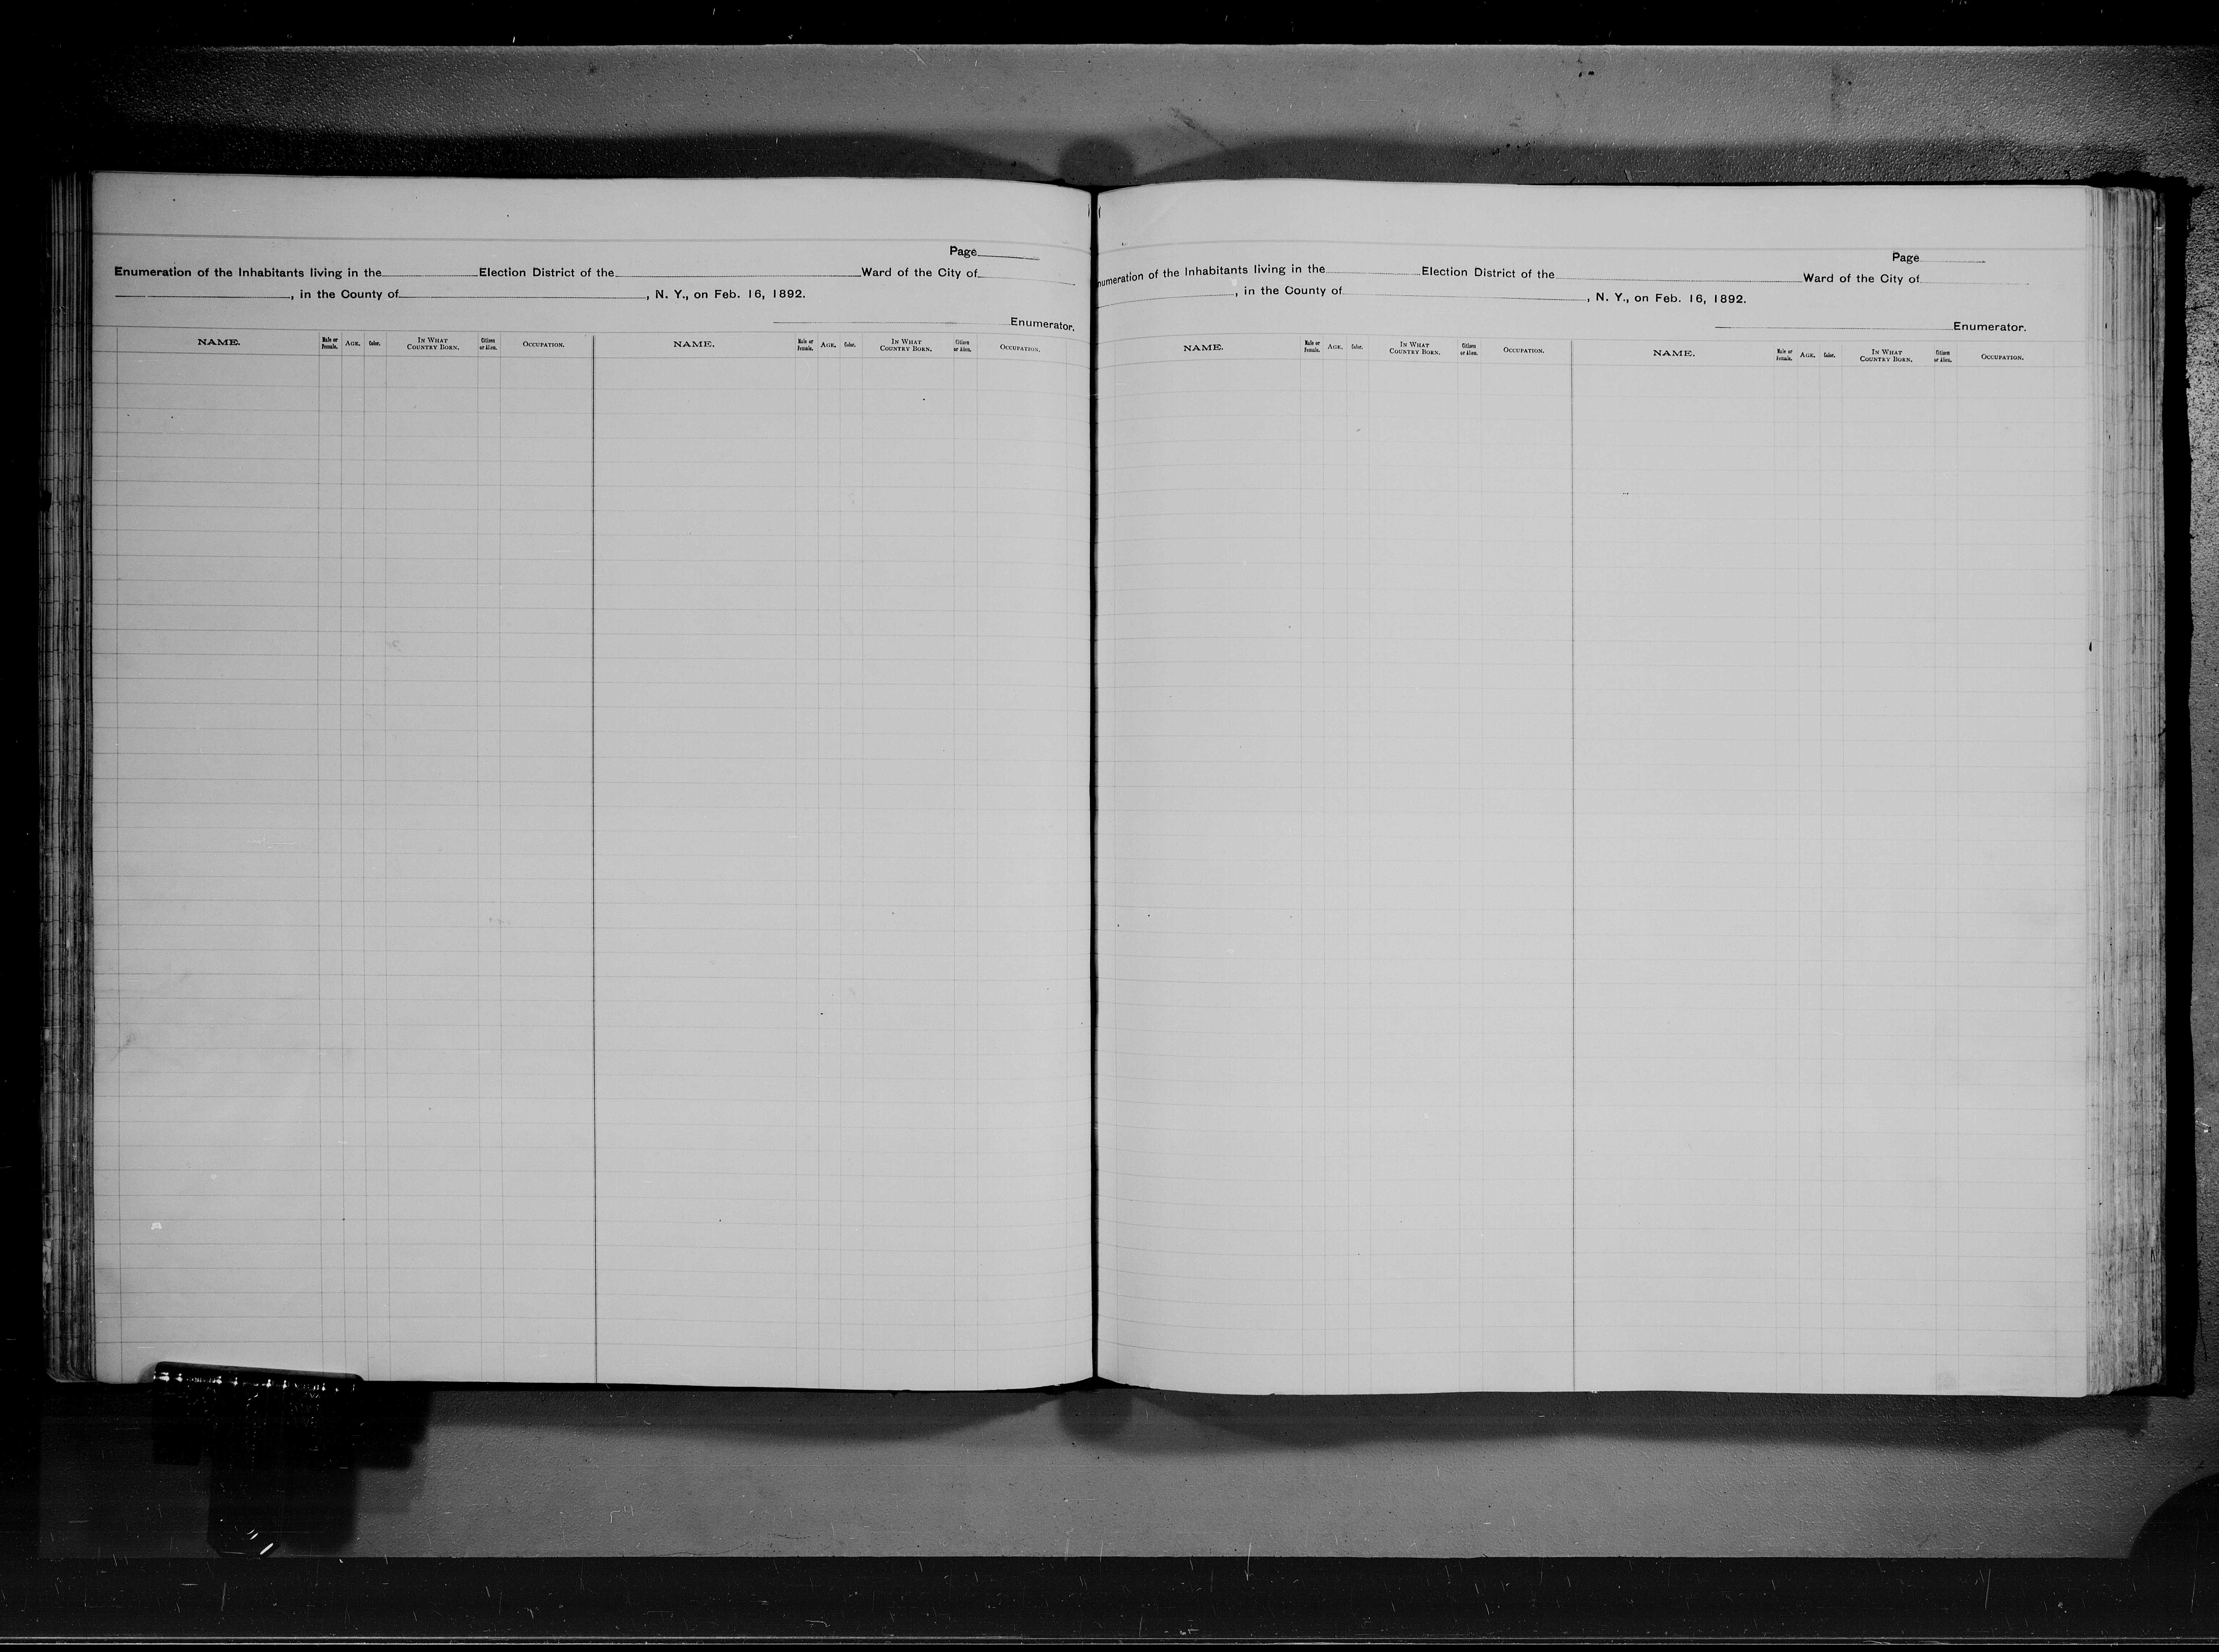 Page
Enumeration of the Inhabitants living in the Election District of the Ward of the City of
, in the County of , N. Y., on Feb. 16, 1892.
Enumerator.
NAME. Male or Female. AGE. Color. IN WHAT COUNTRY BORN. Citizen or Alien. OCCUPATION. NAME. Male or Female. AGE. Color. IN WHAT COUNTRY BORN. Citizen or Alien. OCCUPATION.
Page
numeration of the Inhabitants living in the Election District of the Ward of the City of
, in the County of , N. Y., on Feb. 16, 1892.
Enumerator.
NAME. Male or Female. AGE. Color. IN WHAT COUNTRY BORN. Citizen or Alien. OCCUPATION. NAME. Male or Female. AGE. Color. IN WHAT COUNTRY BORN. Citizen or Alien. OCCUPATION.